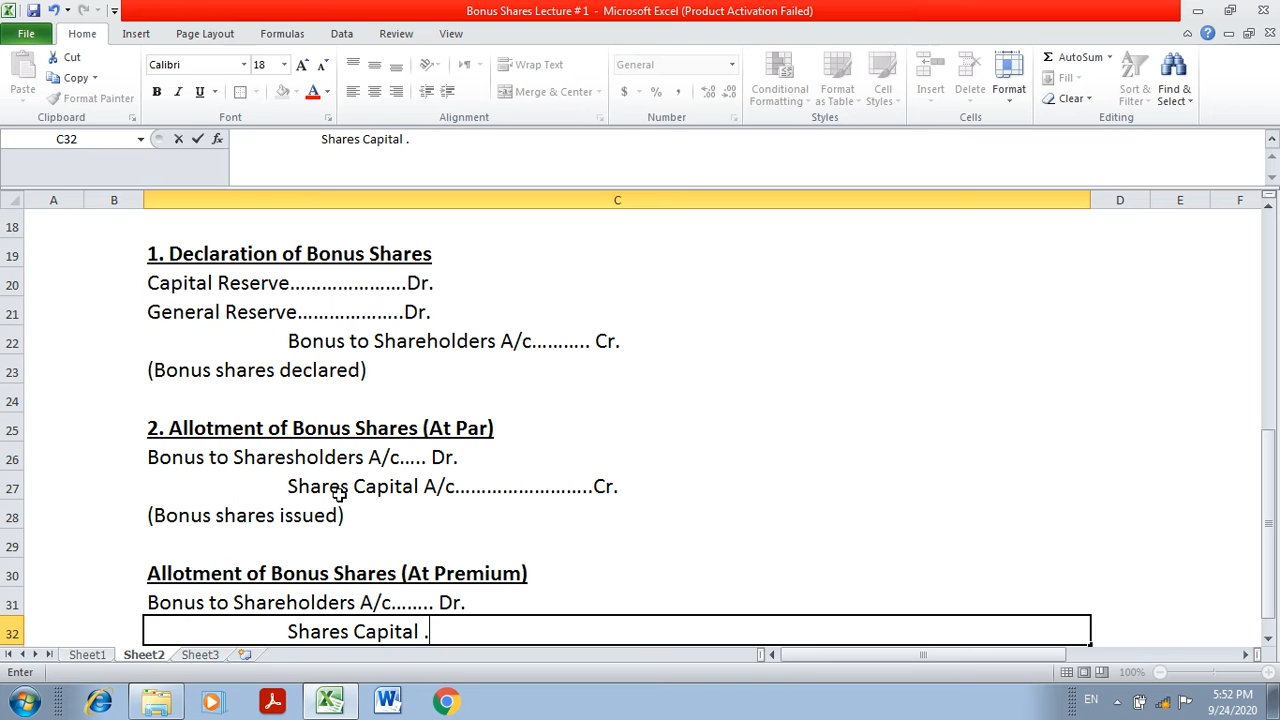 Bonus Shares Lecture # 1 - Microsoft Excel (Product Activation Failed)
File Home Insert Page Layout Formulas Data Review View
Paste Cut Copy Format Painter Clipboard
Calibri 18 B I U A Font
Wrap Text Merge & Center Alignment
General $ % , Number
Conditional Formatting Format as Table Cell Styles Styles
Insert Delete Format Cells
AutoSum Fill Clear Sort & Filter Find & Select Editing
C32 fx Shares Capital .
A B C D E F
18
19 1. Declaration of Bonus Shares
20 Capital Reserve………………….Dr.
21 General Reserve………………..Dr.
22 Bonus to Shareholders A/c……….. Cr.
23 (Bonus shares declared)
24
25 2. Allotment of Bonus Shares (At Par)
26 Bonus to Sharesholders A/c….. Dr.
27 Shares Capital A/c……………………..Cr.
28 (Bonus shares issued)
29
30 Allotment of Bonus Shares (At Premium)
31 Bonus to Shareholders A/c…….. Dr.
32 Shares Capital .
Sheet1 Sheet2 Sheet3
Enter 100%
EN 5:52 PM
9/24/2020